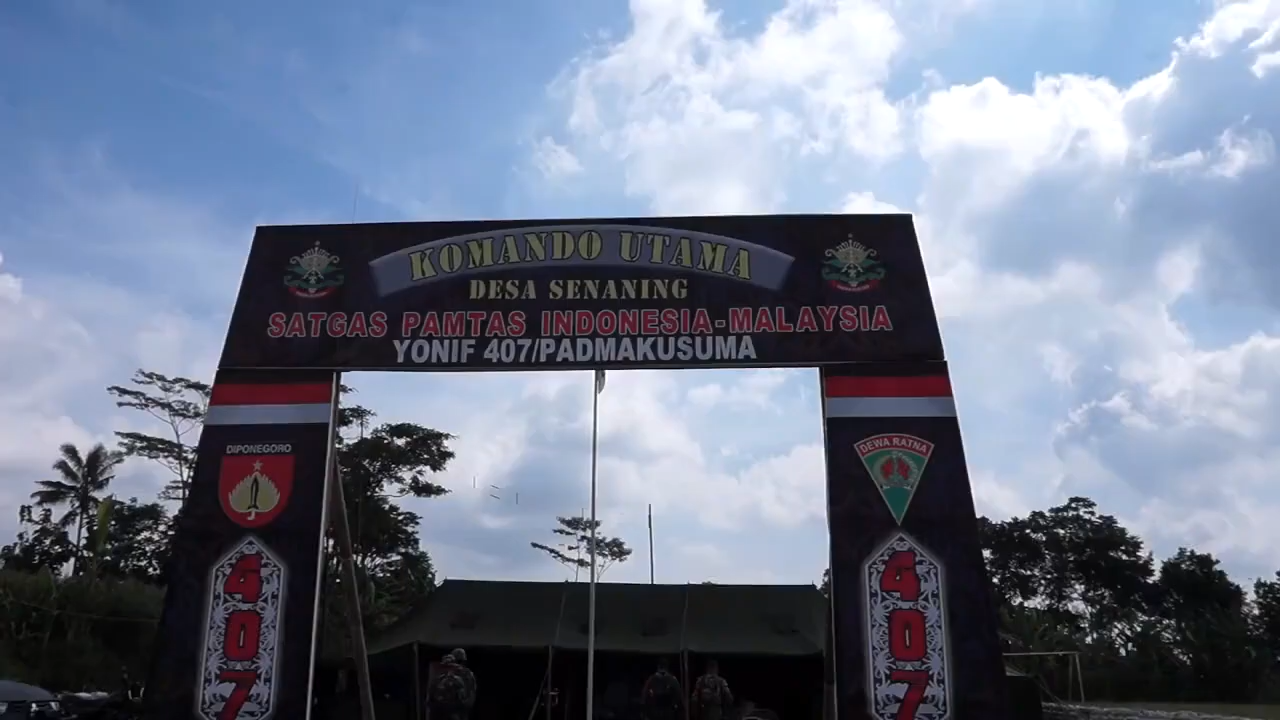 KOMANDO UTAMA
DESA SENANING
SATGAS PAMTAS INDONESIA-MALAYSIA
YONIF 407/PADMAKUSUMA
DIPONEGORO
DEWA RATNA
407
407